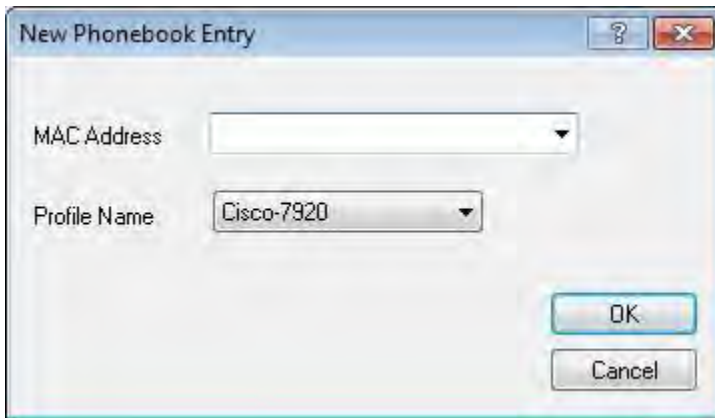 New Phonebook Entry ?
MAC Address
Profile Name Cisco-7920
OK
Cancel